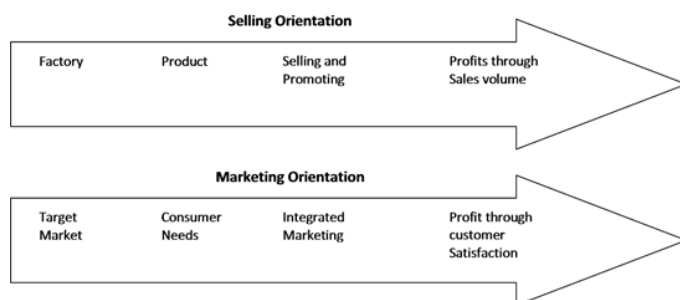 Selling Orientation
Factory Product Selling and Profits through
Promoting Sales volume
Marketing Orientation
Target Consumer Integrated Profit through
Market Needs Marketing customer
Satisfaction